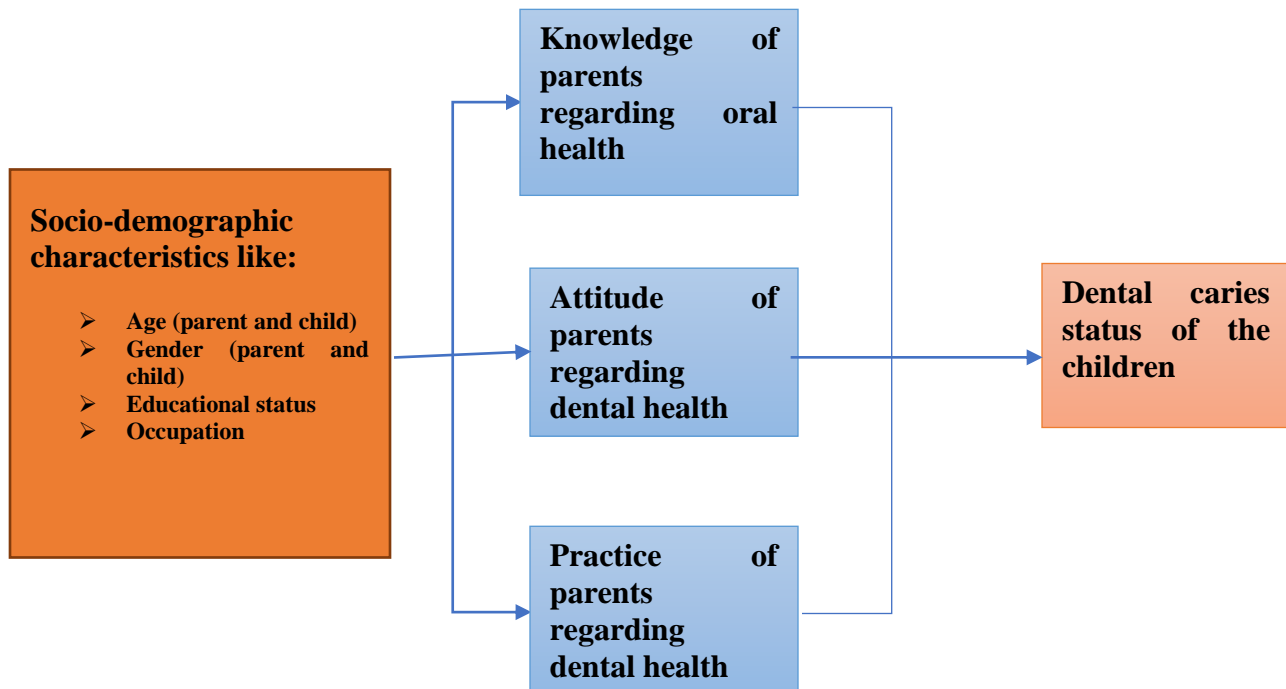 Knowledge of
parents
regarding oral
health
Socio-demographic
characteristics like:
➢ Age (parent and child)
➢ Gender (parent and
child)
➢ Educational status
➢ Occupation
Attitude of
parents
regarding
dental health
Dental caries
status of the
children
Practice of
parents
regarding
dental health